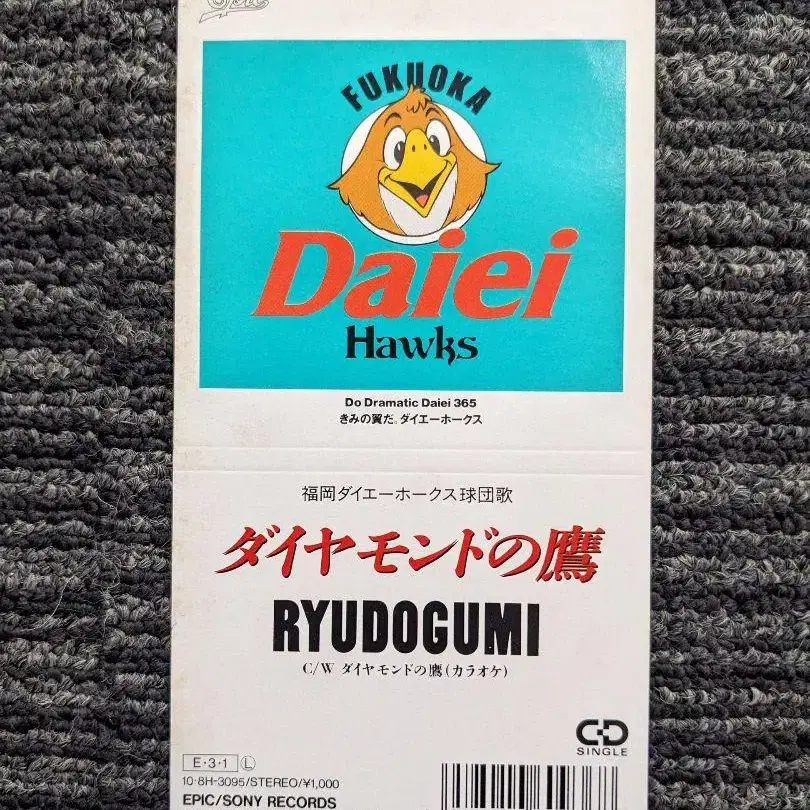 Epic
FUKUOKA
Daiei
Hawks
Do Dramatic Daiei 365
きみの翼だ。ダイエーホークス
福岡ダイエーホークス球団歌
ダイヤモンドの鷹
RYUDOGUMI
C/W ダイヤモンドの鷹(カラオケ)
CD
SINGLE
E・3・1 Ⓛ
10・8H-3095/STEREO/¥1,000
EPIC/SONY RECORDS